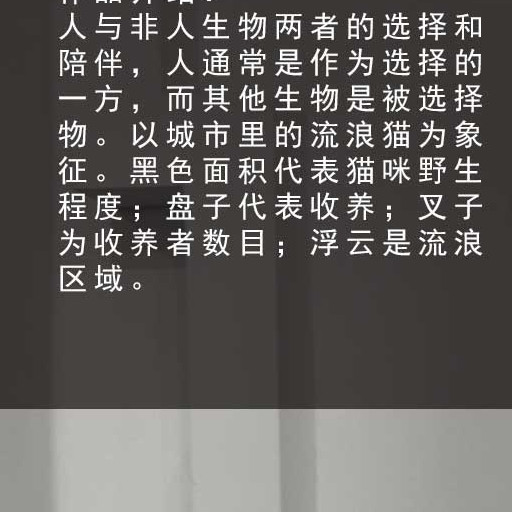 作品介绍:
人与非人生物两者的选择和
陪伴，人通常是作为选择的
一方，而其他生物是被选择
物。以城市里的流浪猫为象
征。黑色面积代表猫咪野生
程度；盘子代表收养；叉子
为收养者数目；浮云是流浪
区域。